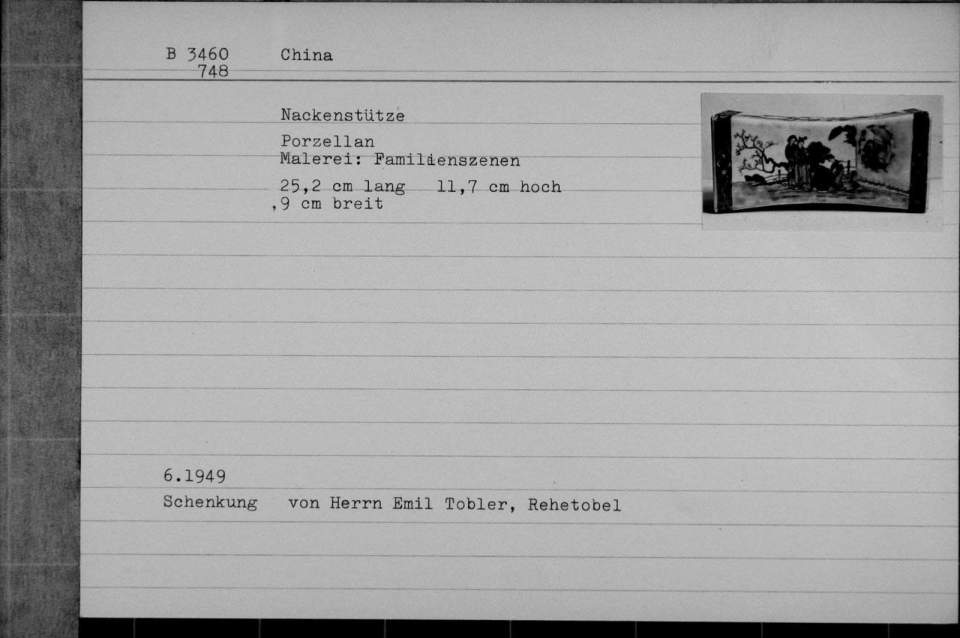 B 3460 China
748
Nackenstütze
Porzellan
Malerei: Familienszenen
25,2 cm lang 11,7 cm hoch
,9 cm breit
6.1949
Schenkung von Herrn Emil Tobler, Rehetobel